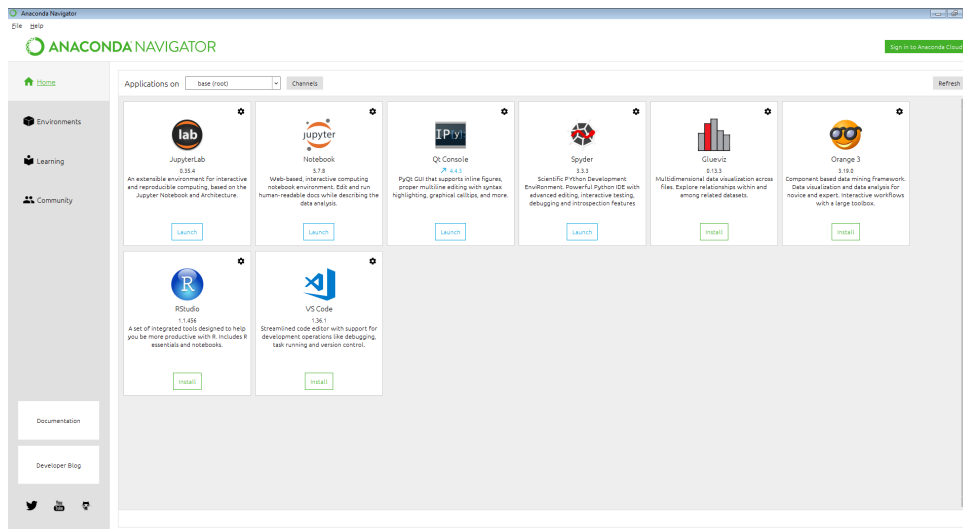 Anaconda Navigator
File Help
ANACONDA NAVIGATOR
Sign in to Anaconda Cloud
Home
Environments
Learning
Community
Documentation
Developer Blog
You
Tube
Applications on base (root) Channels Refresh
lab
JupyterLab
0.35.4
An extensible environment for interactive
and reproducible computing, based on the
Jupyter Notebook and Architecture.
Launch
jupyter
Notebook
5.7.8
Web-based, interactive computing
notebook environment. Edit and run
human-readable docs while describing the
data analysis.
Launch
IP[y]:
Qt Console
4.4.3
PyQt GUI that supports inline figures,
proper multiline editing with syntax
highlighting, graphical calltips, and more.
Launch
Spyder
3.3.3
Scientific PYthon Development
EnviRonment. Powerful Python IDE with
advanced editing, interactive testing,
debugging and introspection features
Launch
Glueviz
0.13.3
Multidimensional data visualization across
files. Explore relationships within and
among related datasets.
Install
Orange 3
3.19.0
Component based data mining framework.
Data visualization and data analysis for
novice and expert. Interactive workflows
with a large toolbox.
Install
R
RStudio
1.1.456
A set of integrated tools designed to help
you be more productive with R. Includes R
essentials and notebooks.
Install
VS Code
1.36.1
Streamlined code editor with support for
development operations like debugging,
task running and version control.
Install